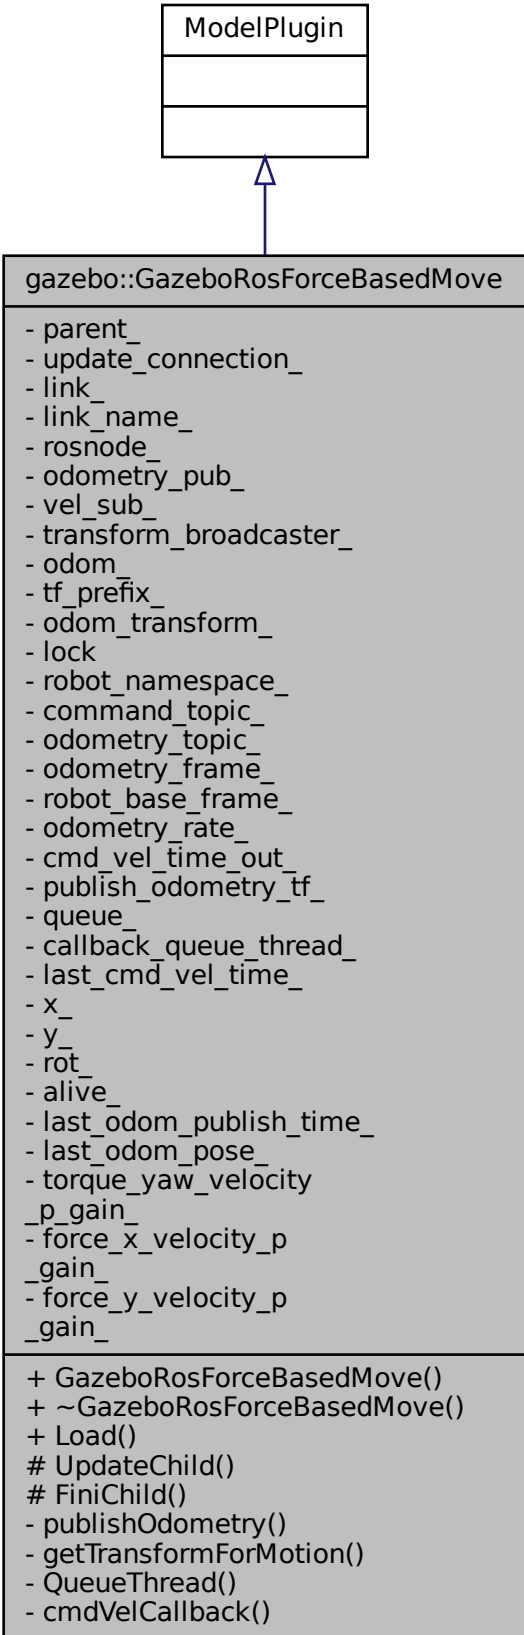 ModelPlugin
gazebo::GazeboRosForceBasedMove
- parent_
- update_connection_
- link_
- link_name_
- rosnode_
- odometry_pub_
- vel_sub_
- transform_broadcaster_
- odom_
- tf_prefix_
- odom_transform_
- lock
- robot_namespace_
- command_topic_
- odometry_topic_
- odometry_frame_
- robot_base_frame_
- odometry_rate_
- cmd_vel_time_out_
- publish_odometry_tf_
- queue_
- callback_queue_thread_
- last_cmd_vel_time_
- x_
- y_
- rot_
- alive_
- last_odom_publish_time_
- last_odom_pose_
- torque_yaw_velocity
_p_gain_
- force_x_velocity_p
_gain_
- force_y_velocity_p
_gain_
+ GazeboRosForceBasedMove()
+ ~GazeboRosForceBasedMove()
+ Load()
# UpdateChild()
# FiniChild()
- publishOdometry()
- getTransformForMotion()
- QueueThread()
- cmdVelCallback()